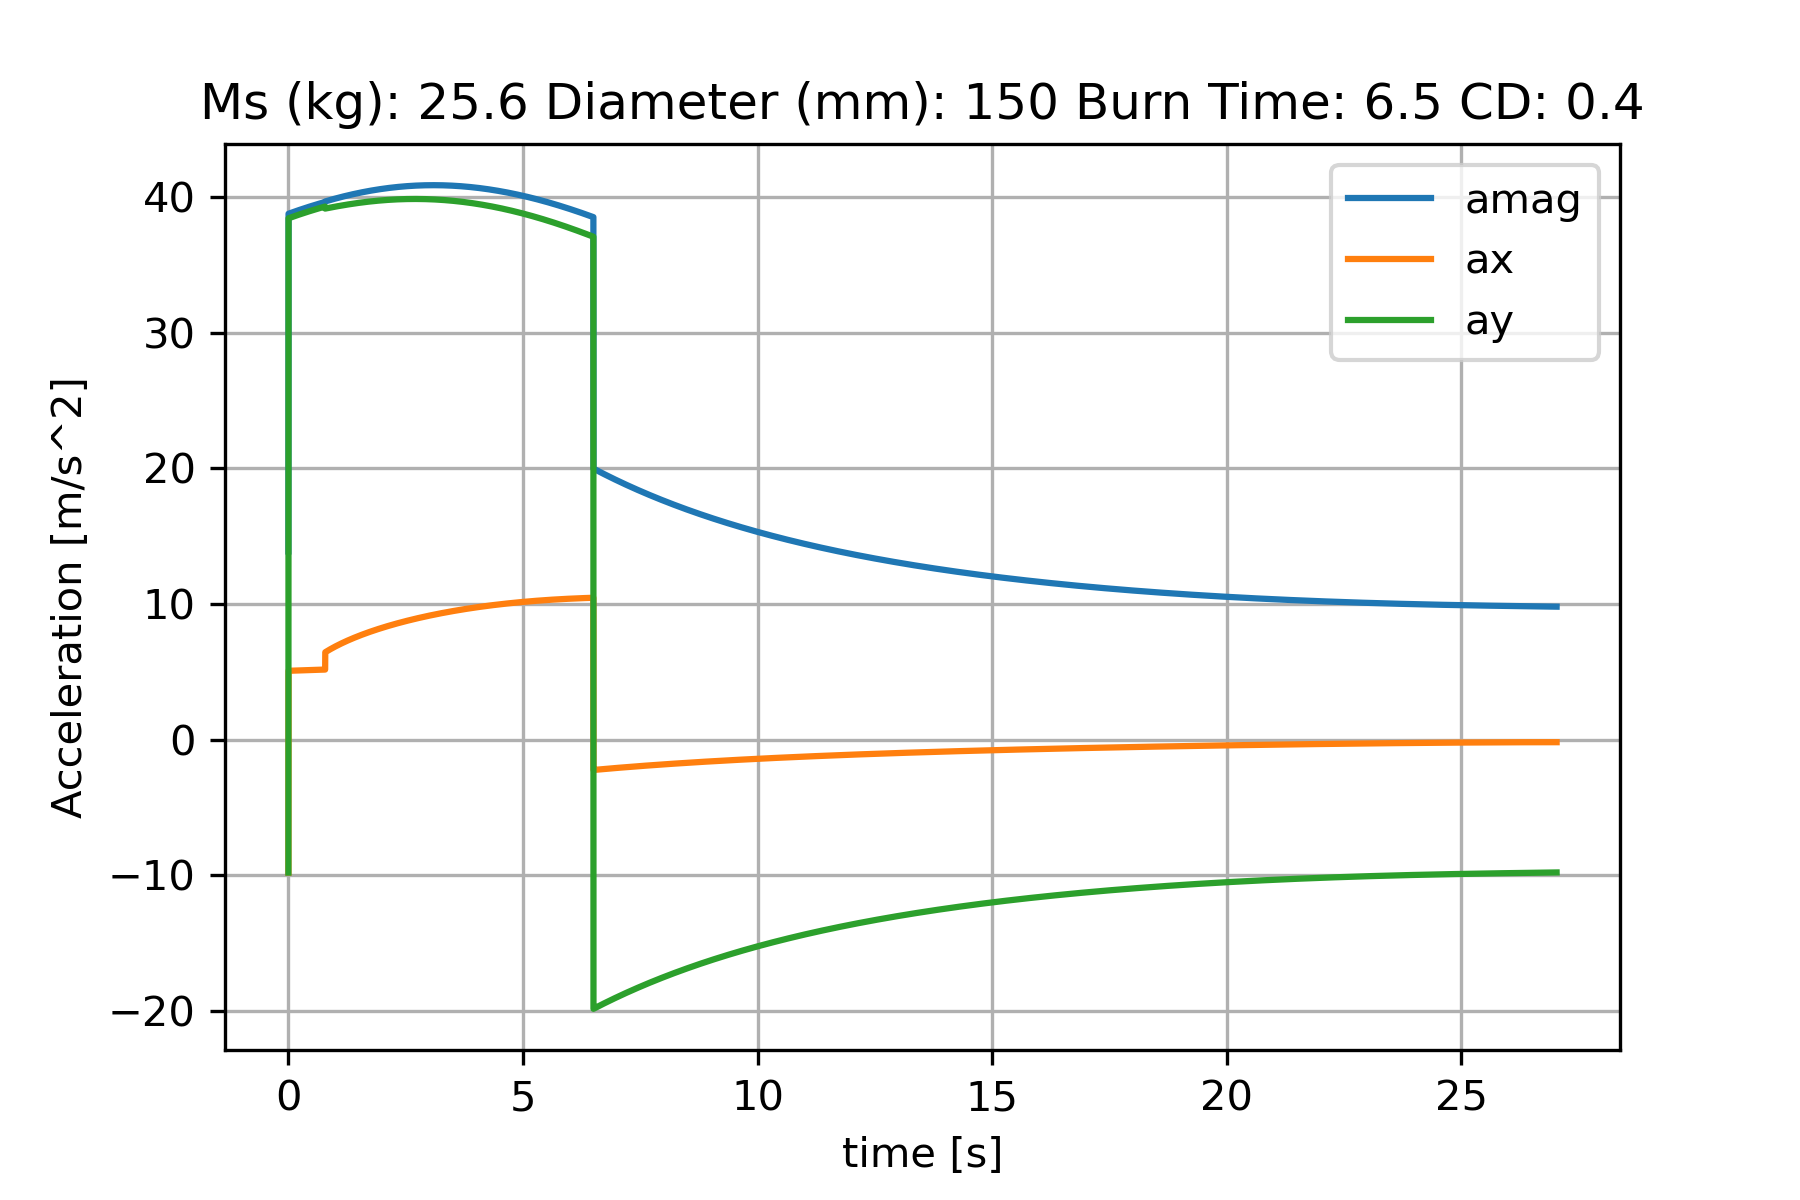 Ms (kg): 25.6 Diameter (mm): 150 Burn Time: 6.5 CD: 0.4
amag
ax
ay
Acceleration [m/s^2]
40
30
20
10
0
−10
−20
0 5 10 15 20 25
time [s]